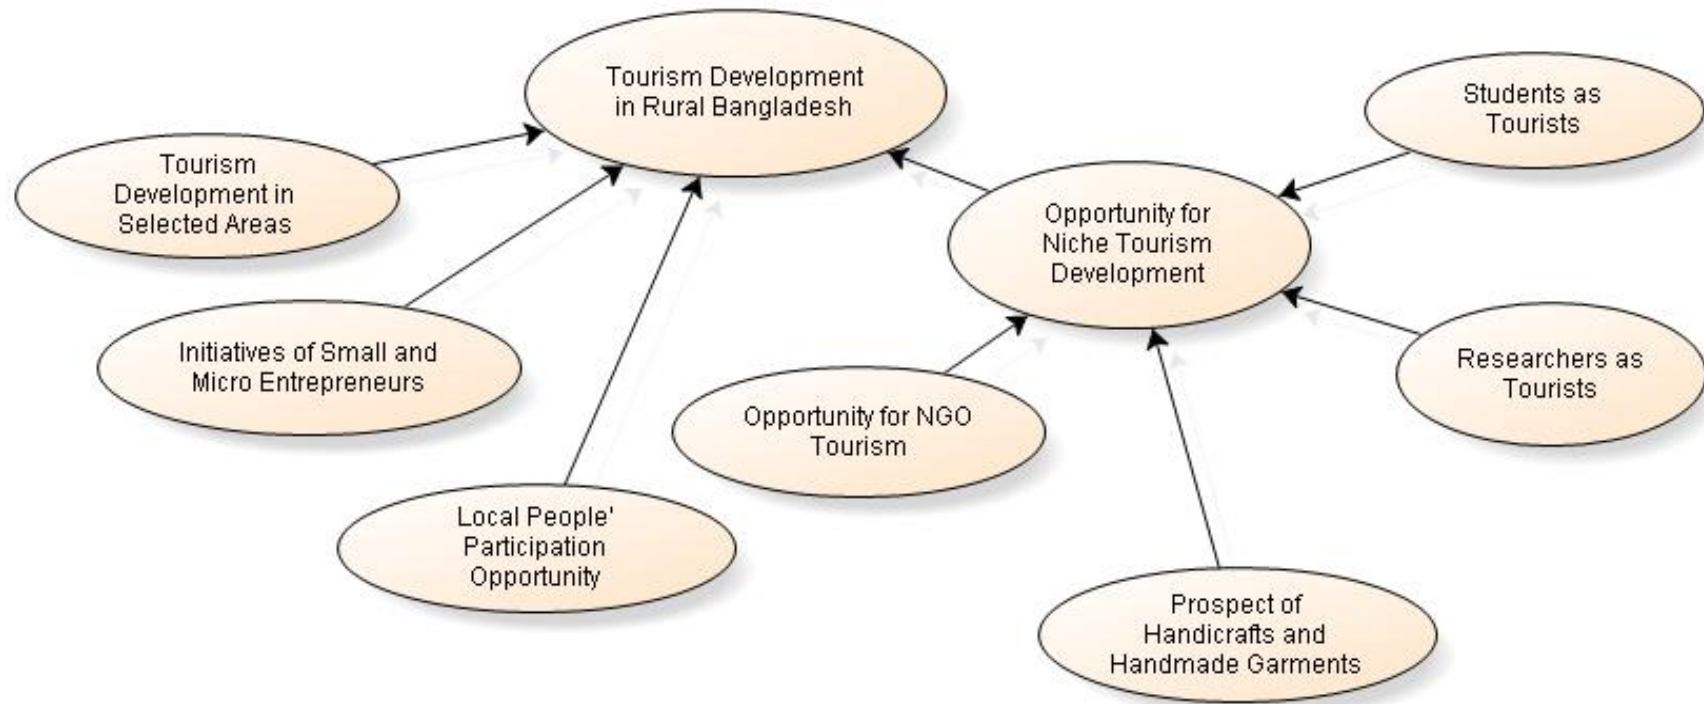 Tourism Development
in Rural Bangladesh
Students as
Tourists
Tourism
Development in
Selected Areas
Opportunity for
Niche Tourism
Development
Initiatives of Small and
Micro Entrepreneurs
Researchers as
Tourists
Opportunity for NGO
Tourism
Local People'
Participation
Opportunity
Prospect of
Handicrafts and
Handmade Garments